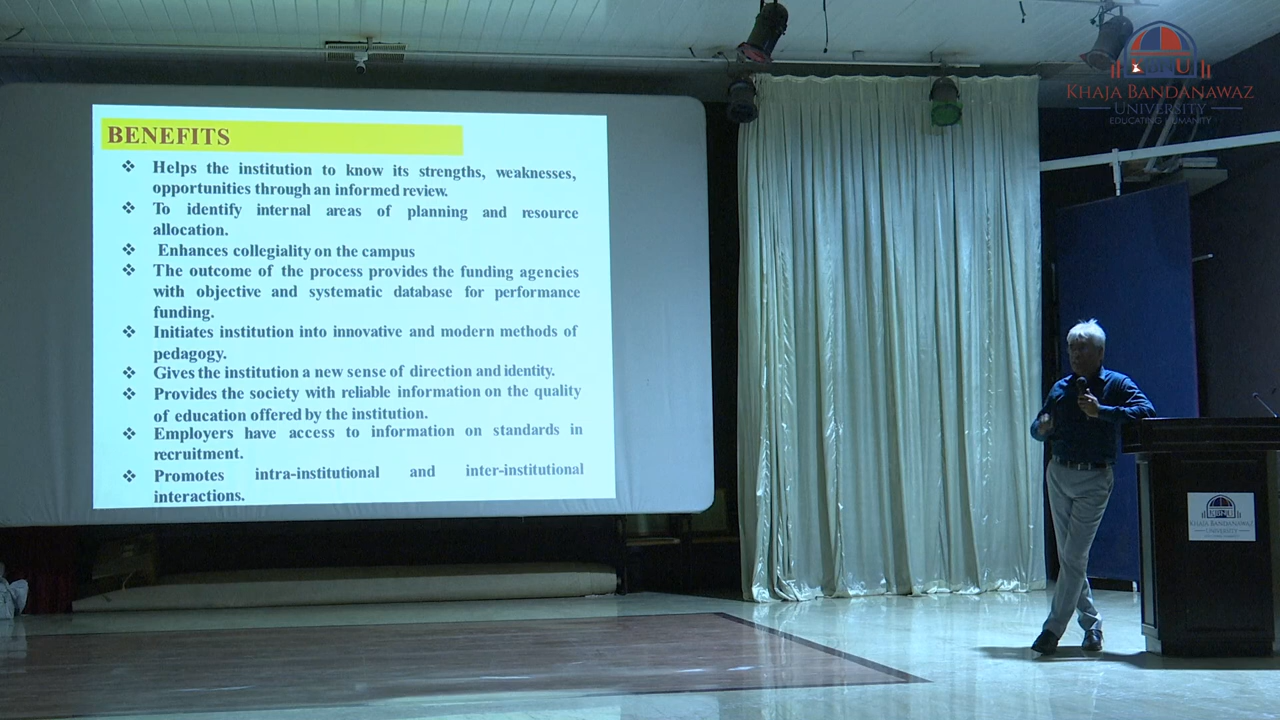 BENEFITS
❖ Helps the institution to know its strengths, weaknesses,
opportunities through an informed review.
❖ To identify internal areas of planning and resource
allocation.
❖ Enhances collegiality on the campus
❖ The outcome of the process provides the funding agencies
with objective and systematic database for performance
funding.
❖ Initiates institution into innovative and modern methods of
pedagogy.
❖ Gives the institution a new sense of direction and identity.
❖ Provides the society with reliable information on the quality
of education offered by the institution.
❖ Employers have access to information on standards in
recruitment.
❖ Promotes intra-institutional and inter-institutional
interactions.
KHAJA BANDANAWAZ
UNIVERSITY
EDUCATING HUMANITY
KHAJA BANDANAWAZ
UNIVERSITY